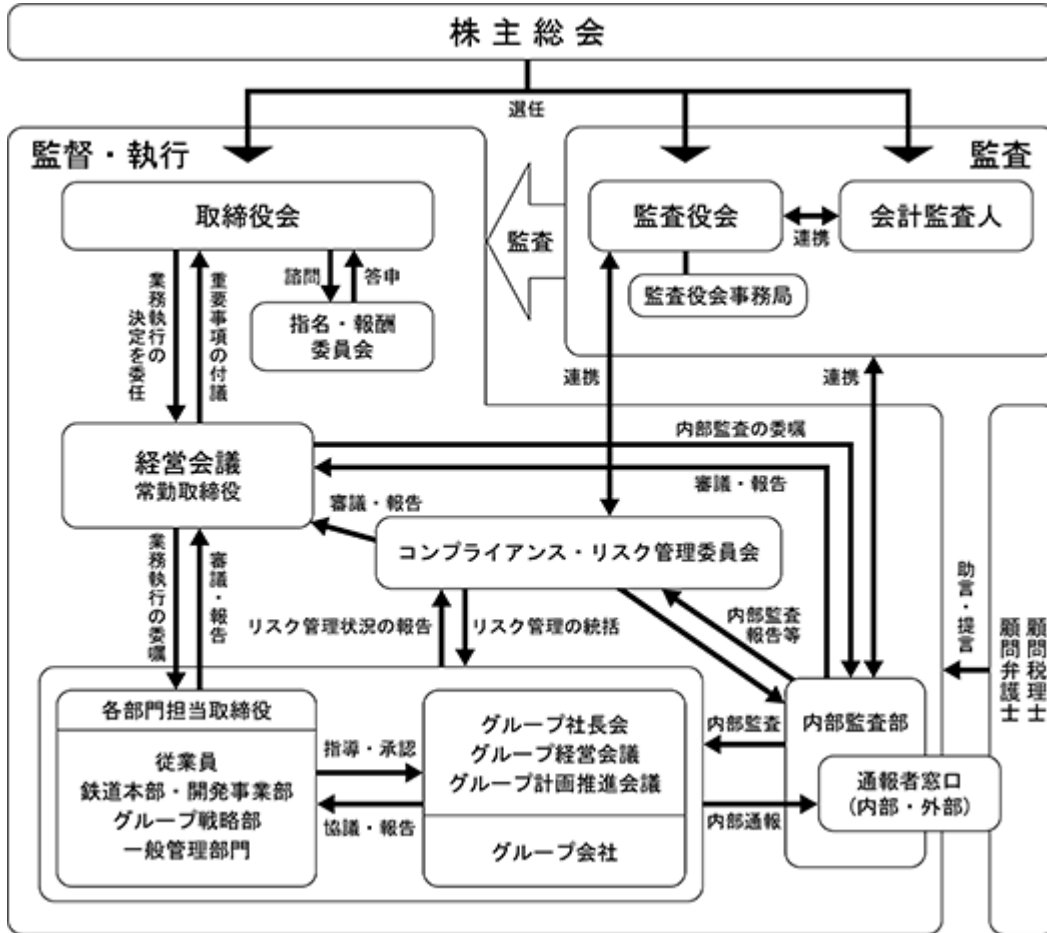 株主総会
選任
監督・執行
監査
取締役会
監査役会
連携
会計監査人
監査
監査役会事務局
諮問
答申
指名・報酬
委員会
業務執行の
決定を委任
重要事項の付議
連携
連携
経営会議
常勤取締役
内部監査の委嘱
審議・報告
審議・報告
コンプライアンス・リスク管理委員会
業務執行の委嘱
審議・報告
リスク管理状況の報告
リスク管理の統括
内部監査
報告等
助言・提言
顧問税理士
顧問弁護士
各部門担当取締役
従業員
鉄道本部・開発事業部
グループ戦略部
一般管理部門
指導・承認
協議・報告
グループ社長会
グループ経営会議
グループ計画推進会議
グループ会社
内部監査
内部通報
内部監査部
通報者窓口
(内部・外部)